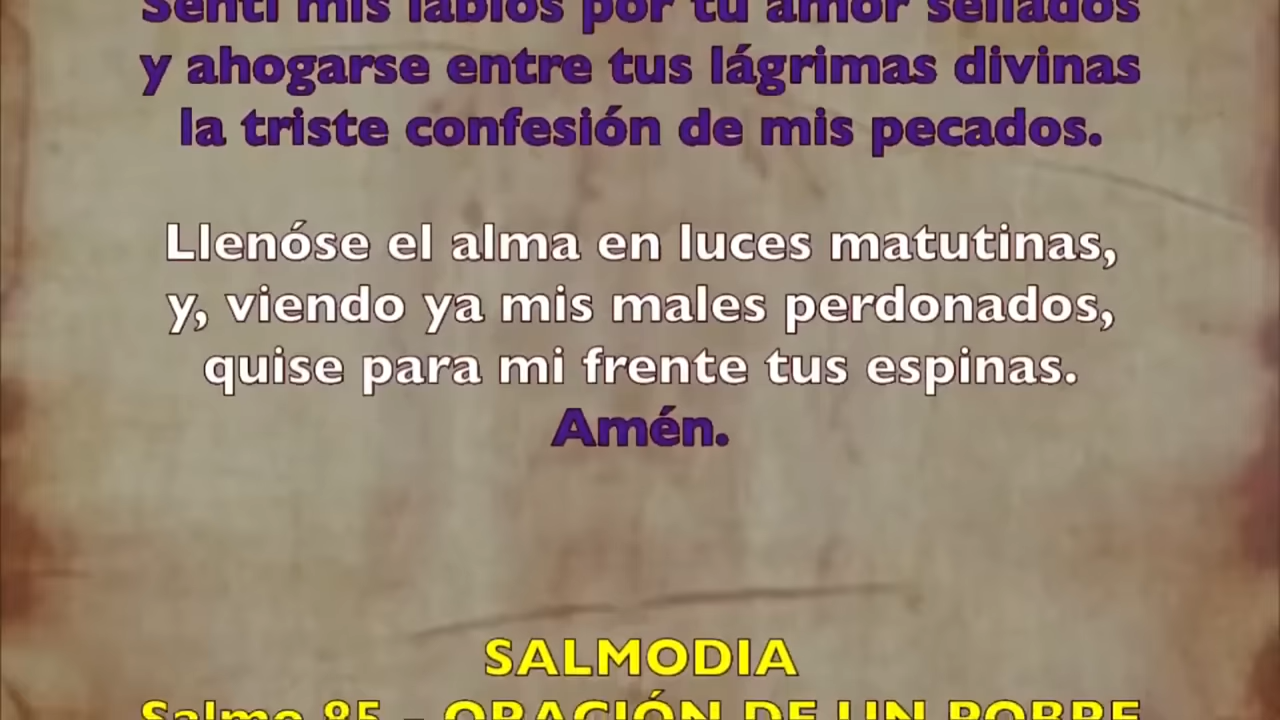 Sentí mis labios por tu amor sellados
y ahogarse entre tus lágrimas divinas
la triste confesión de mis pecados.
Llenóse el alma en luces matutinas,
y, viendo ya mis males perdonados,
quise para mi frente tus espinas.
Amén.
SALMODIA
Salmo 85 - ORACIÓN DE UN POBRE